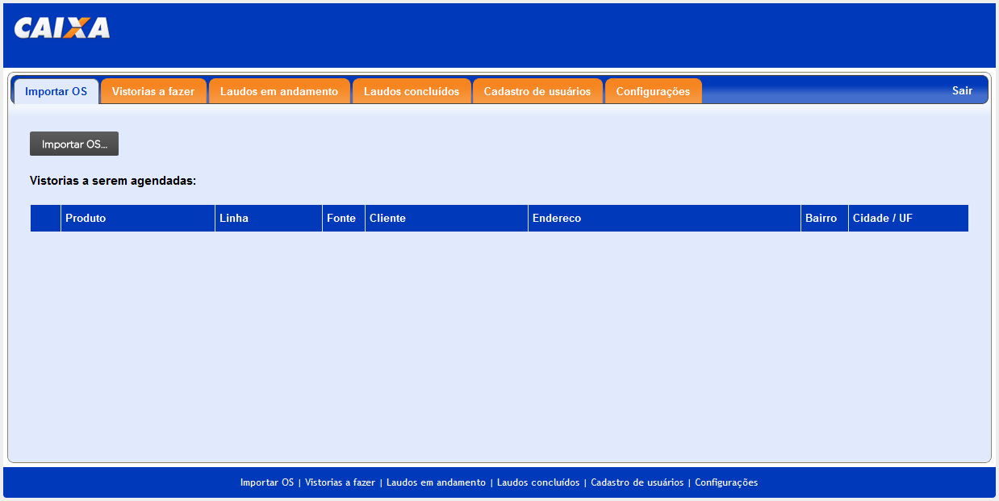 CAIXA
Importar OS Vistorias a fazer Laudos em andamento Laudos concluídos Cadastro de usuários Configurações Sair
Importar OS...
Vistorias a serem agendadas:
Produto Linha Fonte Cliente Endereco Bairro Cidade / UF
Importar OS | Vistorias a fazer | Laudos em andamento | Laudos concluídos | Cadastro de usuários | Configurações